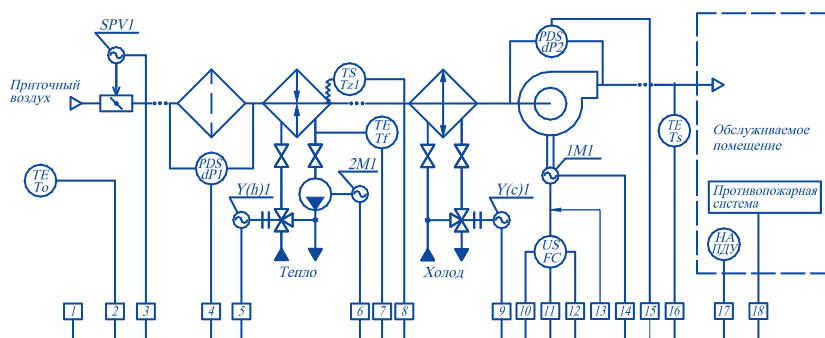 SPV1
Приточный
воздух
TE
To
PDS
dP1
TS
Tz1
TE
Tf
2M1
Y(h)1
Тепло
Y(c)1
Холод
PDS
dP2
1M1
US
FC
TE
Ts
Обслуживаемое
помещение
Противопожарная
система
HA
ПДУ
1 2 3 4 5 6 7 8 9 10 11 12 13 14 15 16 17 18